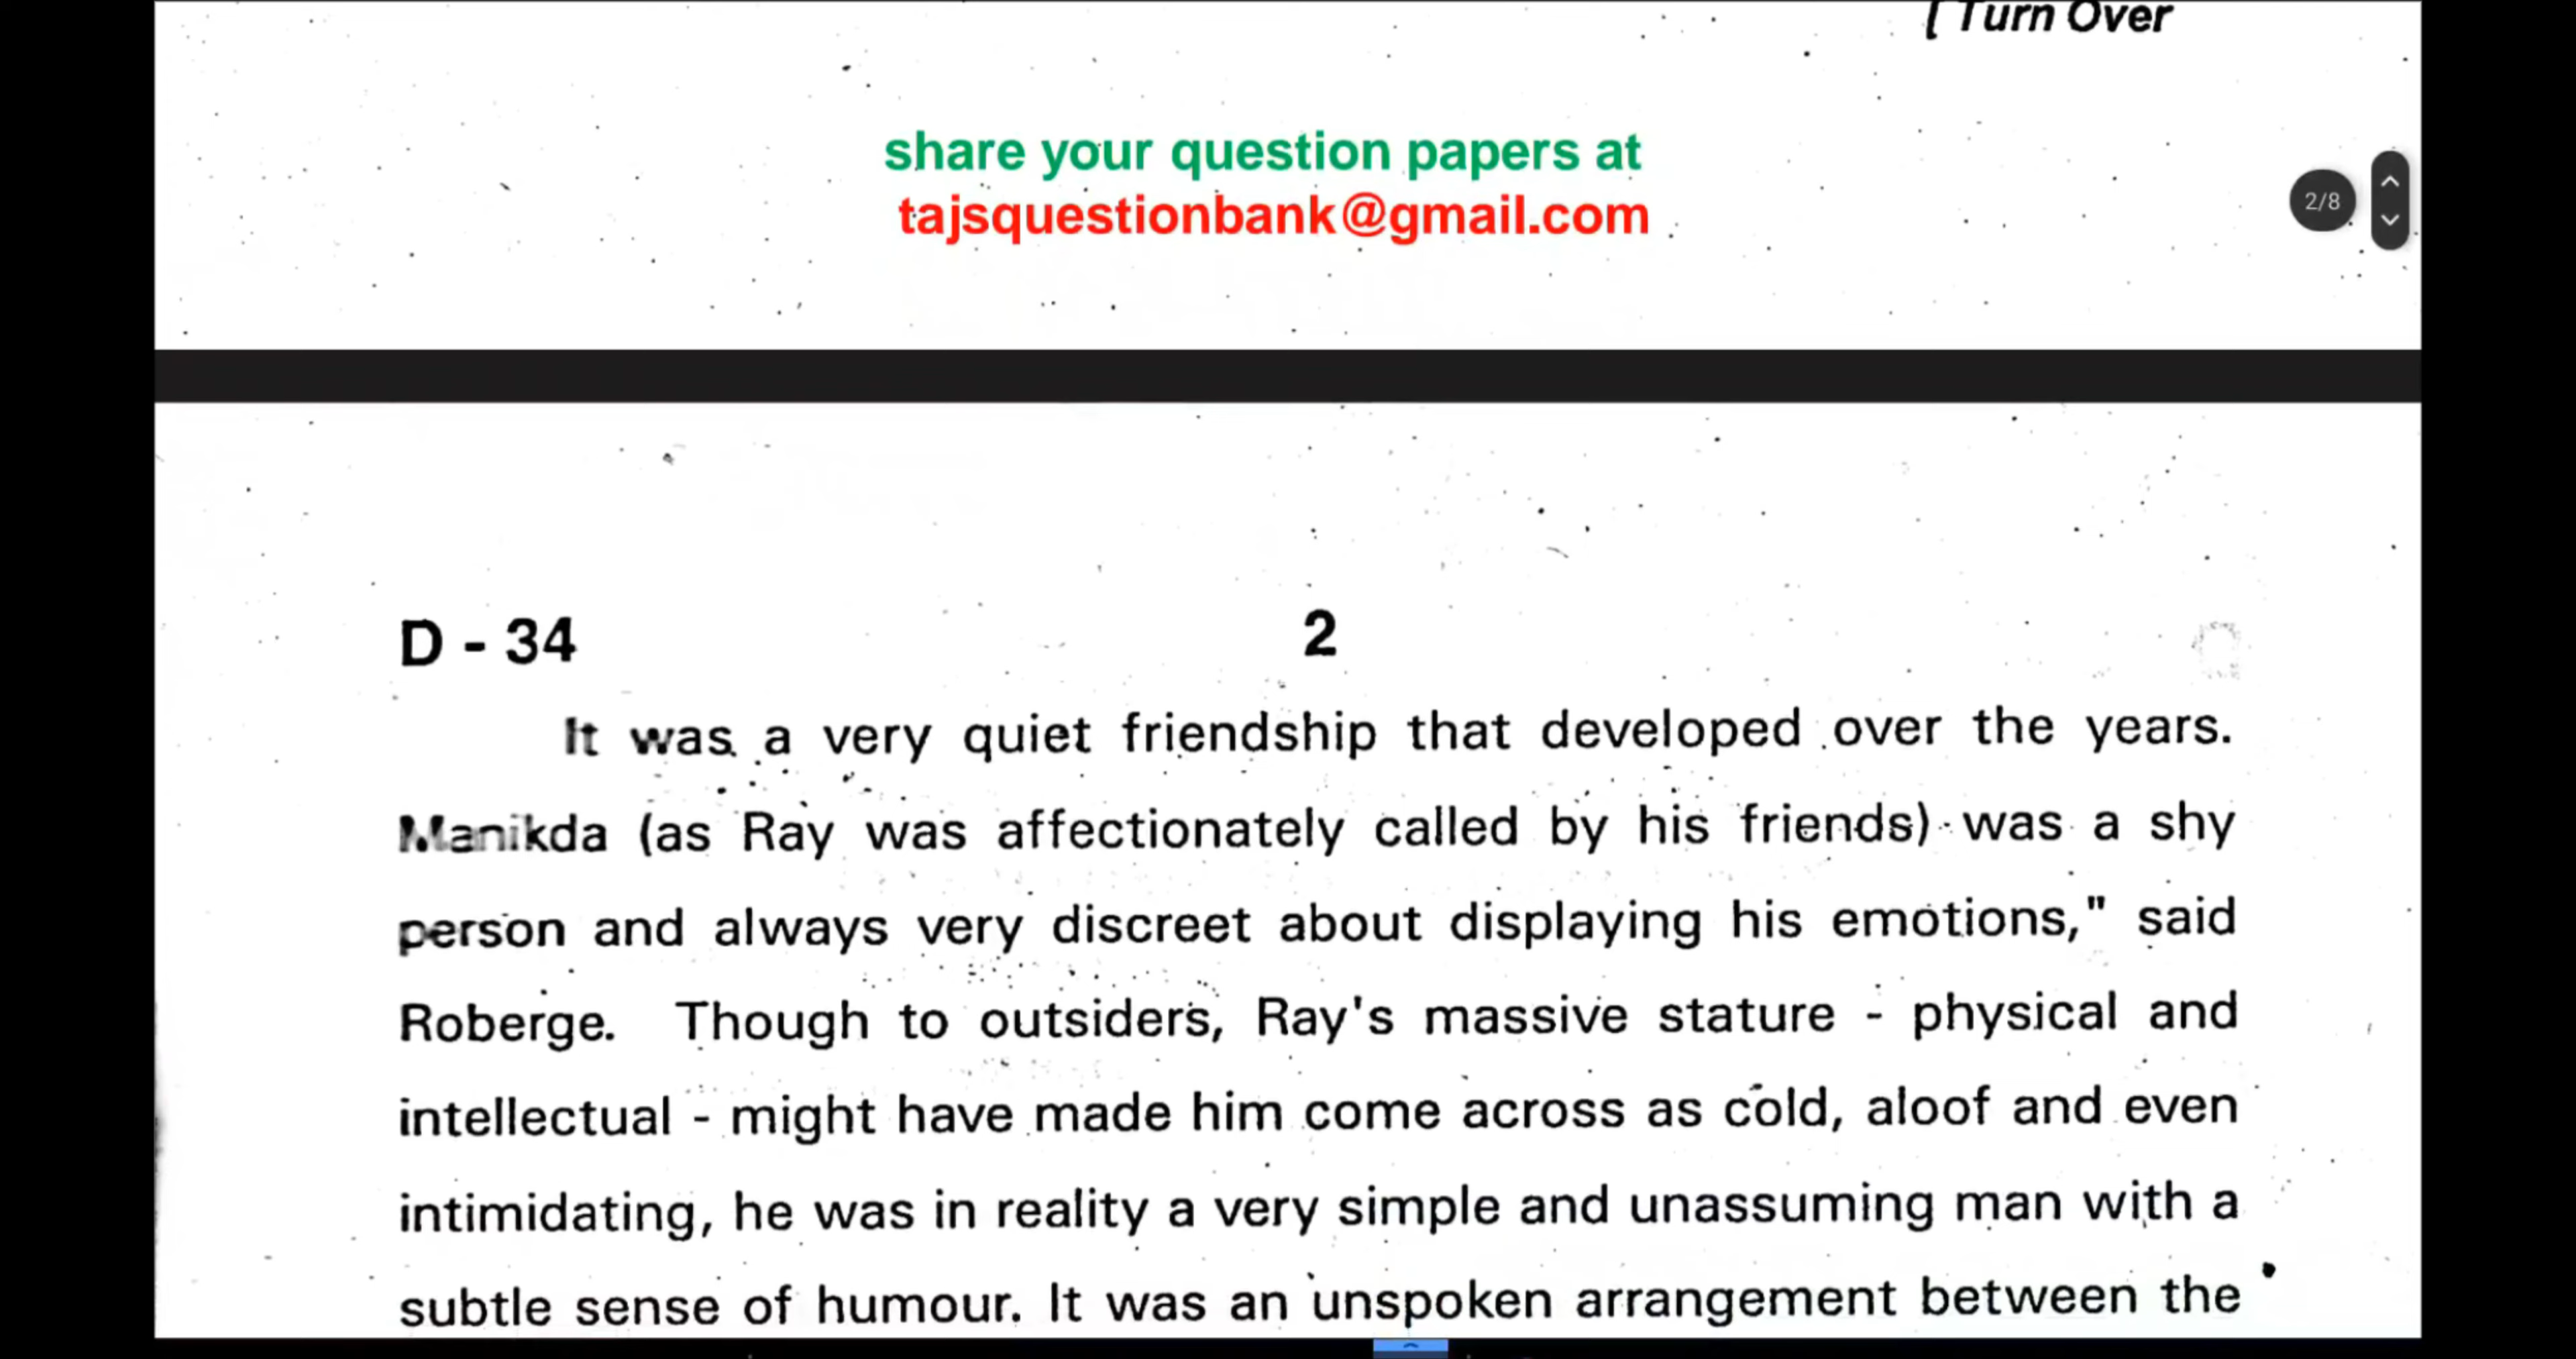 [ Turn Over
share your question papers at
tajsquestionbank@gmail.com
2/8
D - 34
2
It was a very quiet friendship that developed over the years.
Manikda (as Ray was affectionately called by his friends) was a shy
person and always very discreet about displaying his emotions," said
Roberge. Though to outsiders, Ray's massive stature - physical and
intellectual - might have made him come across as cold, aloof and even
intimidating, he was in reality a very simple and unassuming man with a
subtle sense of humour. It was an unspoken arrangement between the